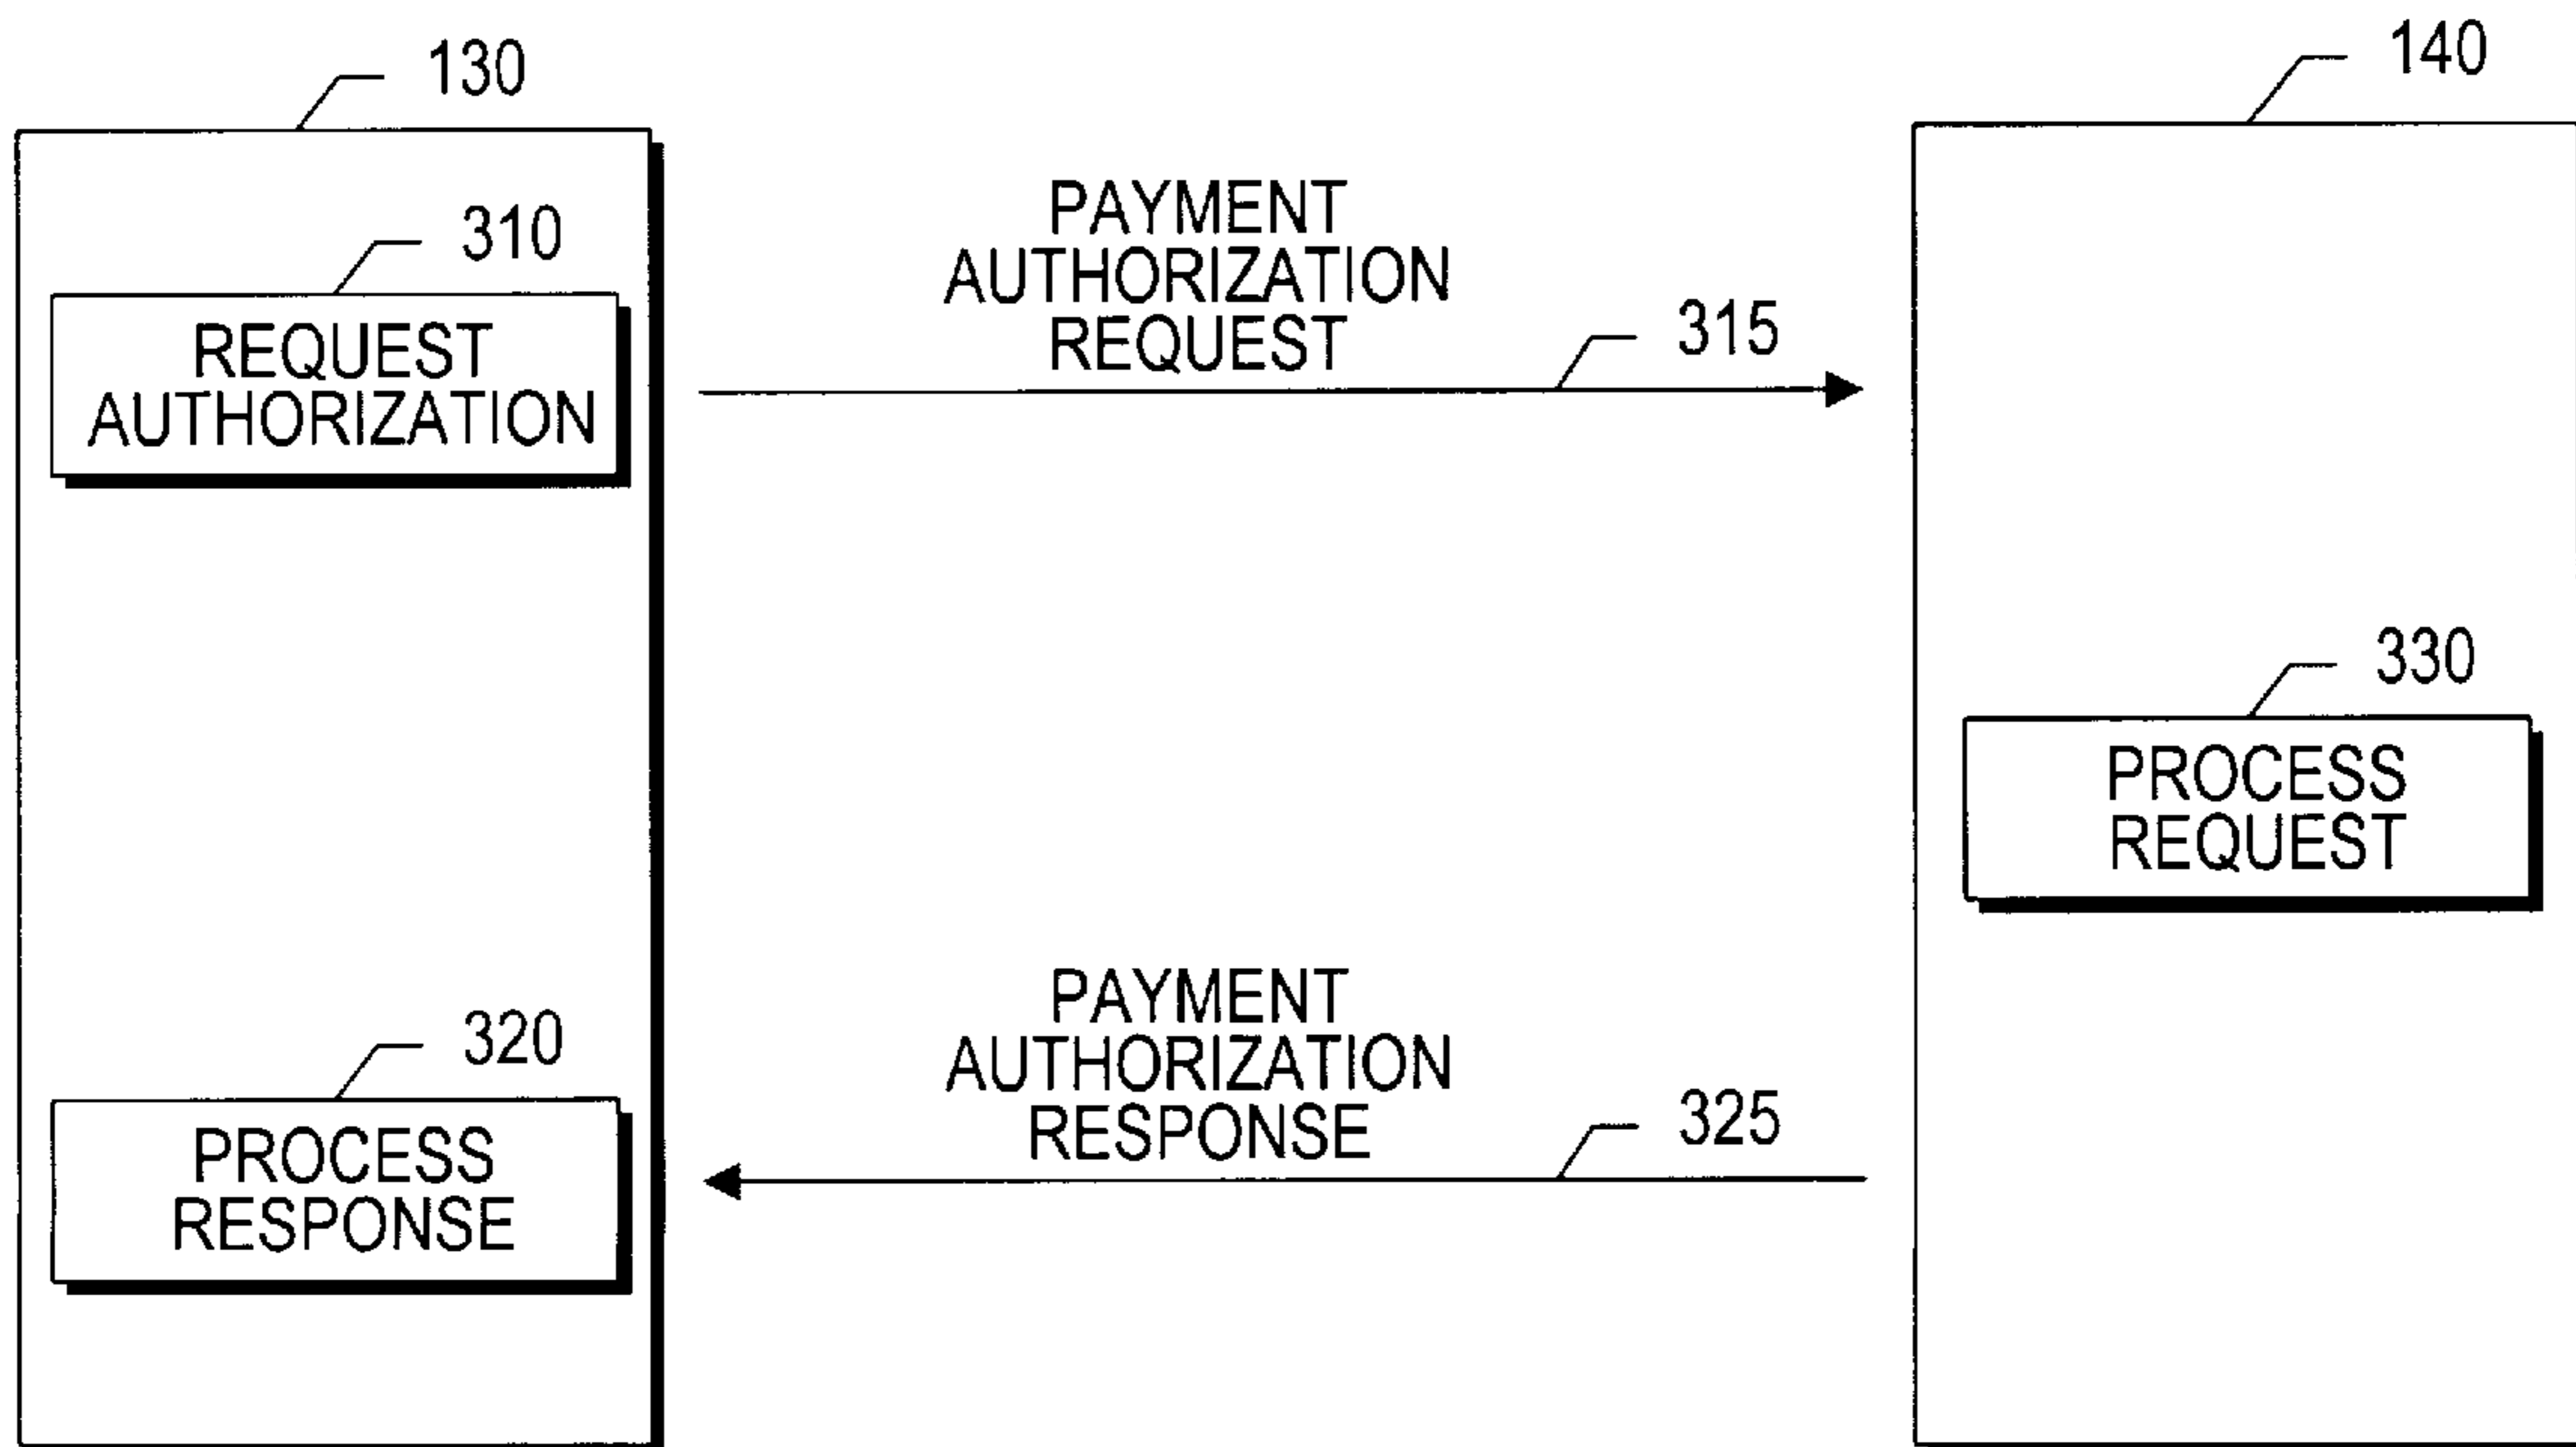 130
140
310
REQUEST
AUTHORIZATION
PAYMENT
AUTHORIZATION
REQUEST
315
330
PROCESS
REQUEST
320
PROCESS
RESPONSE
PAYMENT
AUTHORIZATION
RESPONSE
325